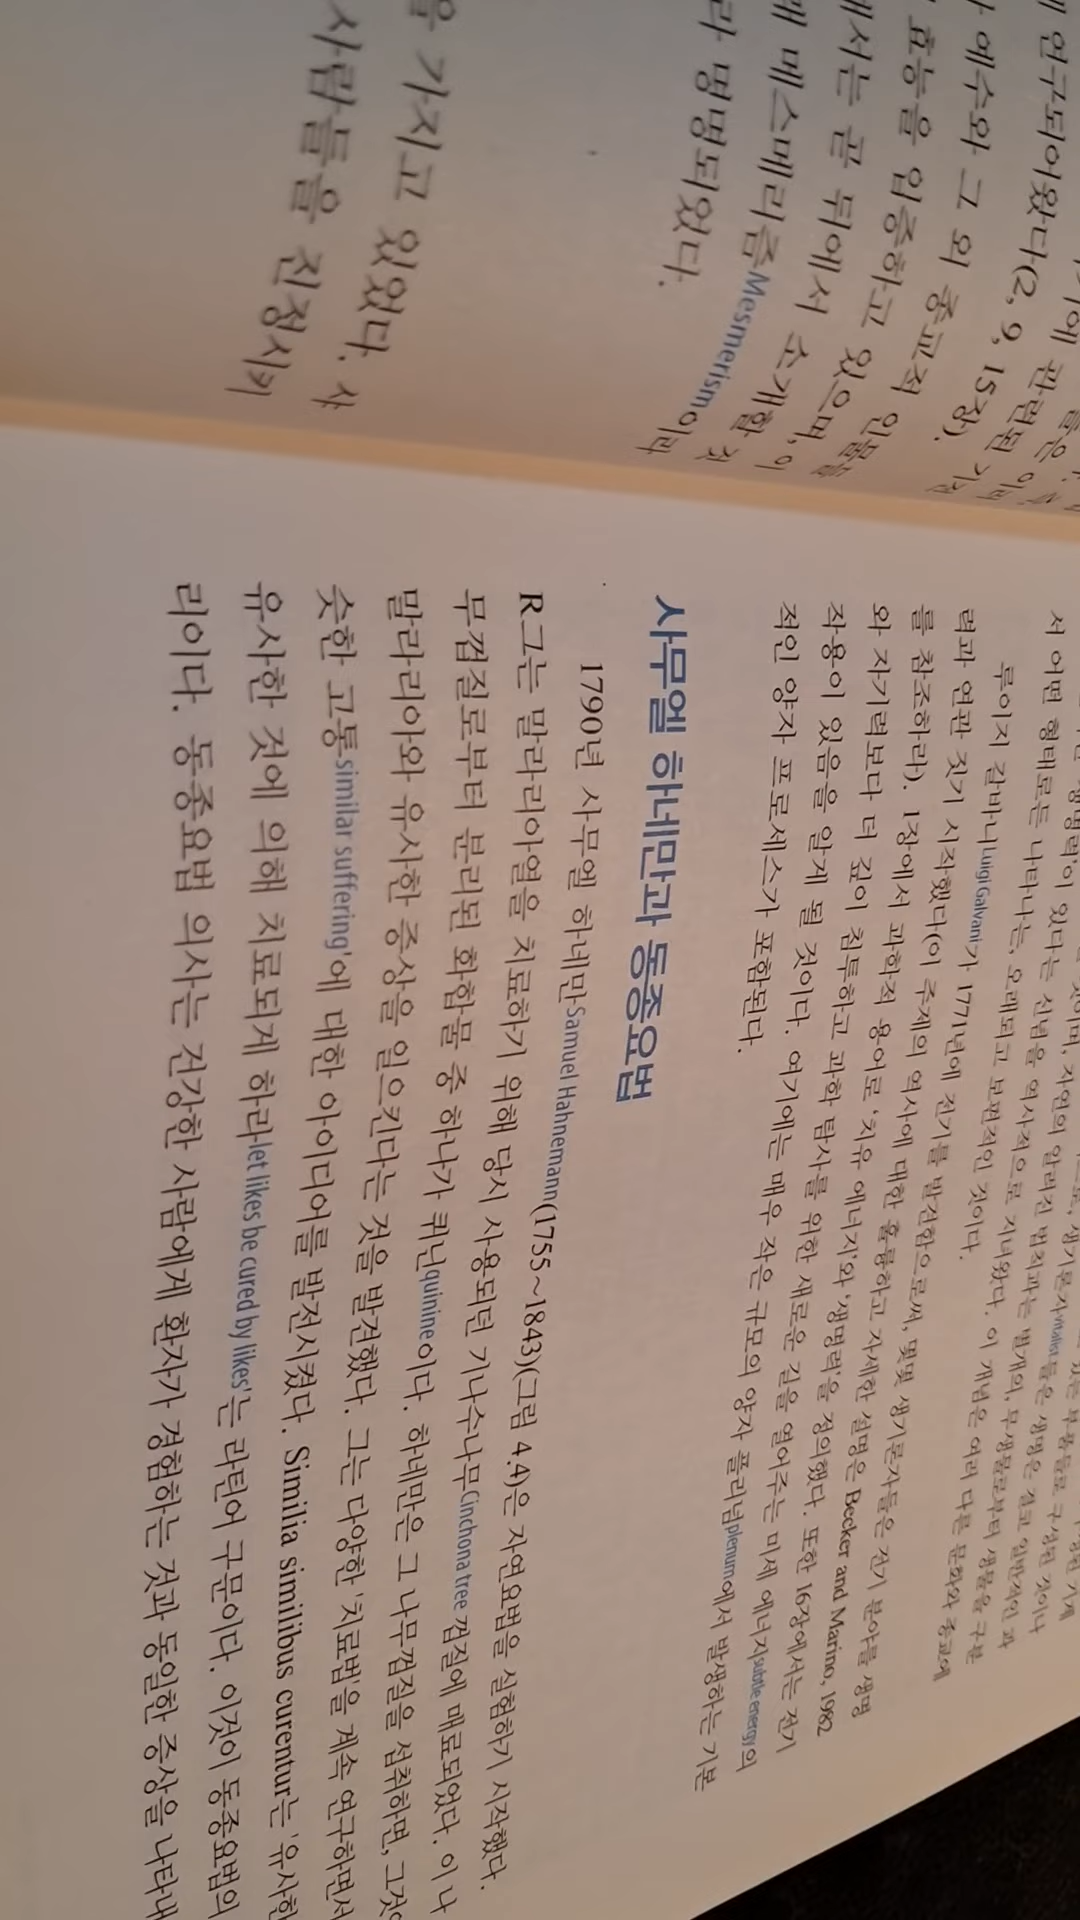 게 연구되어왔다(2, 9, 15장).
예수와 그 외 종교적 인물들
효능을 입증하고 있으며, 이
에서는 끈 뒤에서 소개할 것
메스메리즘Mesmerism이라
라 명명되었다.
을 가지고 있었다. 사
사람들을 진정시키
서 어떤 형태로든 나타나는, 오래되고 보편적인 것이다.
루이지 갈바니Luigi Galvani가 1771년에 전기를 발견함으로써, 몇몇 생기론자들은 전기 분야를 생명
력과 연관 짓기 시작했다(이 주제의 역사에 대한 훌륭하고 자세한 설명은 Becker and Marino, 1982
를 참조하라). 1장에서 과학적 용어로 '치유 에너지'와 '생명력'을 정의했다. 또한 16장에서는 전기
와 자기력보다 더 깊이 침투하고 과학 탐사를 위한 새로운 길을 열어주는 미세 에너지subtle energy의
작용이 있음을 알게 될 것이다. 여기에는 매우 작은 규모의 양자 플리넘plenum에서 발생하는 기본
적인 양자 프로세스가 포함된다.
사무엘 하네만과 동종요법
1790년 사무엘 하네만Samuel Hahnemann(1755~1843)(그림 4.4)은 자연요법을 실험하기 시작했다.
R그는 말라리아열을 치료하기 위해 당시 사용되던 기나수나무Cinchona tree 껍질에 매료되었다. 이 나
무껍질로부터 분리된 화합물 중 하나가 퀴닌quinine이다. 하네만은 그 나무껍질을 섭취하면, 그것이
말라리아와 유사한 증상을 일으킨다는 것을 발견했다. 그는 다양한 '치료법'을 계속 연구하면서
숫한 고통similar suffering'에 대한 아이디어를 발전시켰다. Similia similibus curentur는 '유사한
유사한 것에 의해 치료되게 하라let likes be cured by likes'는 라틴어 구문이다. 이것이 동종요법의
리이다. 동종요법 의사는 건강한 사람에게 환자가 경험하는 것과 동일한 증상을 나타내